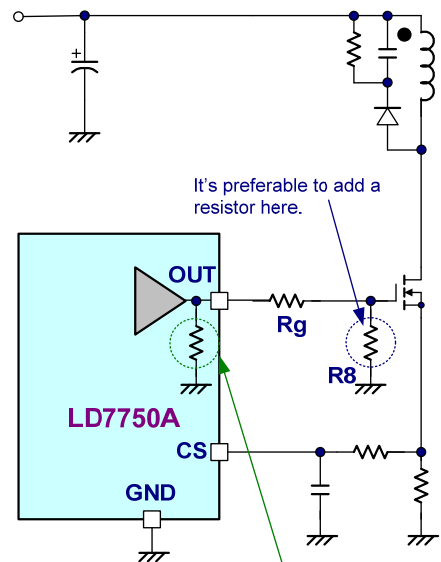 +
It's preferable to add a
resistor here.
OUT
Rg
R8
LD7750A
CS
GND